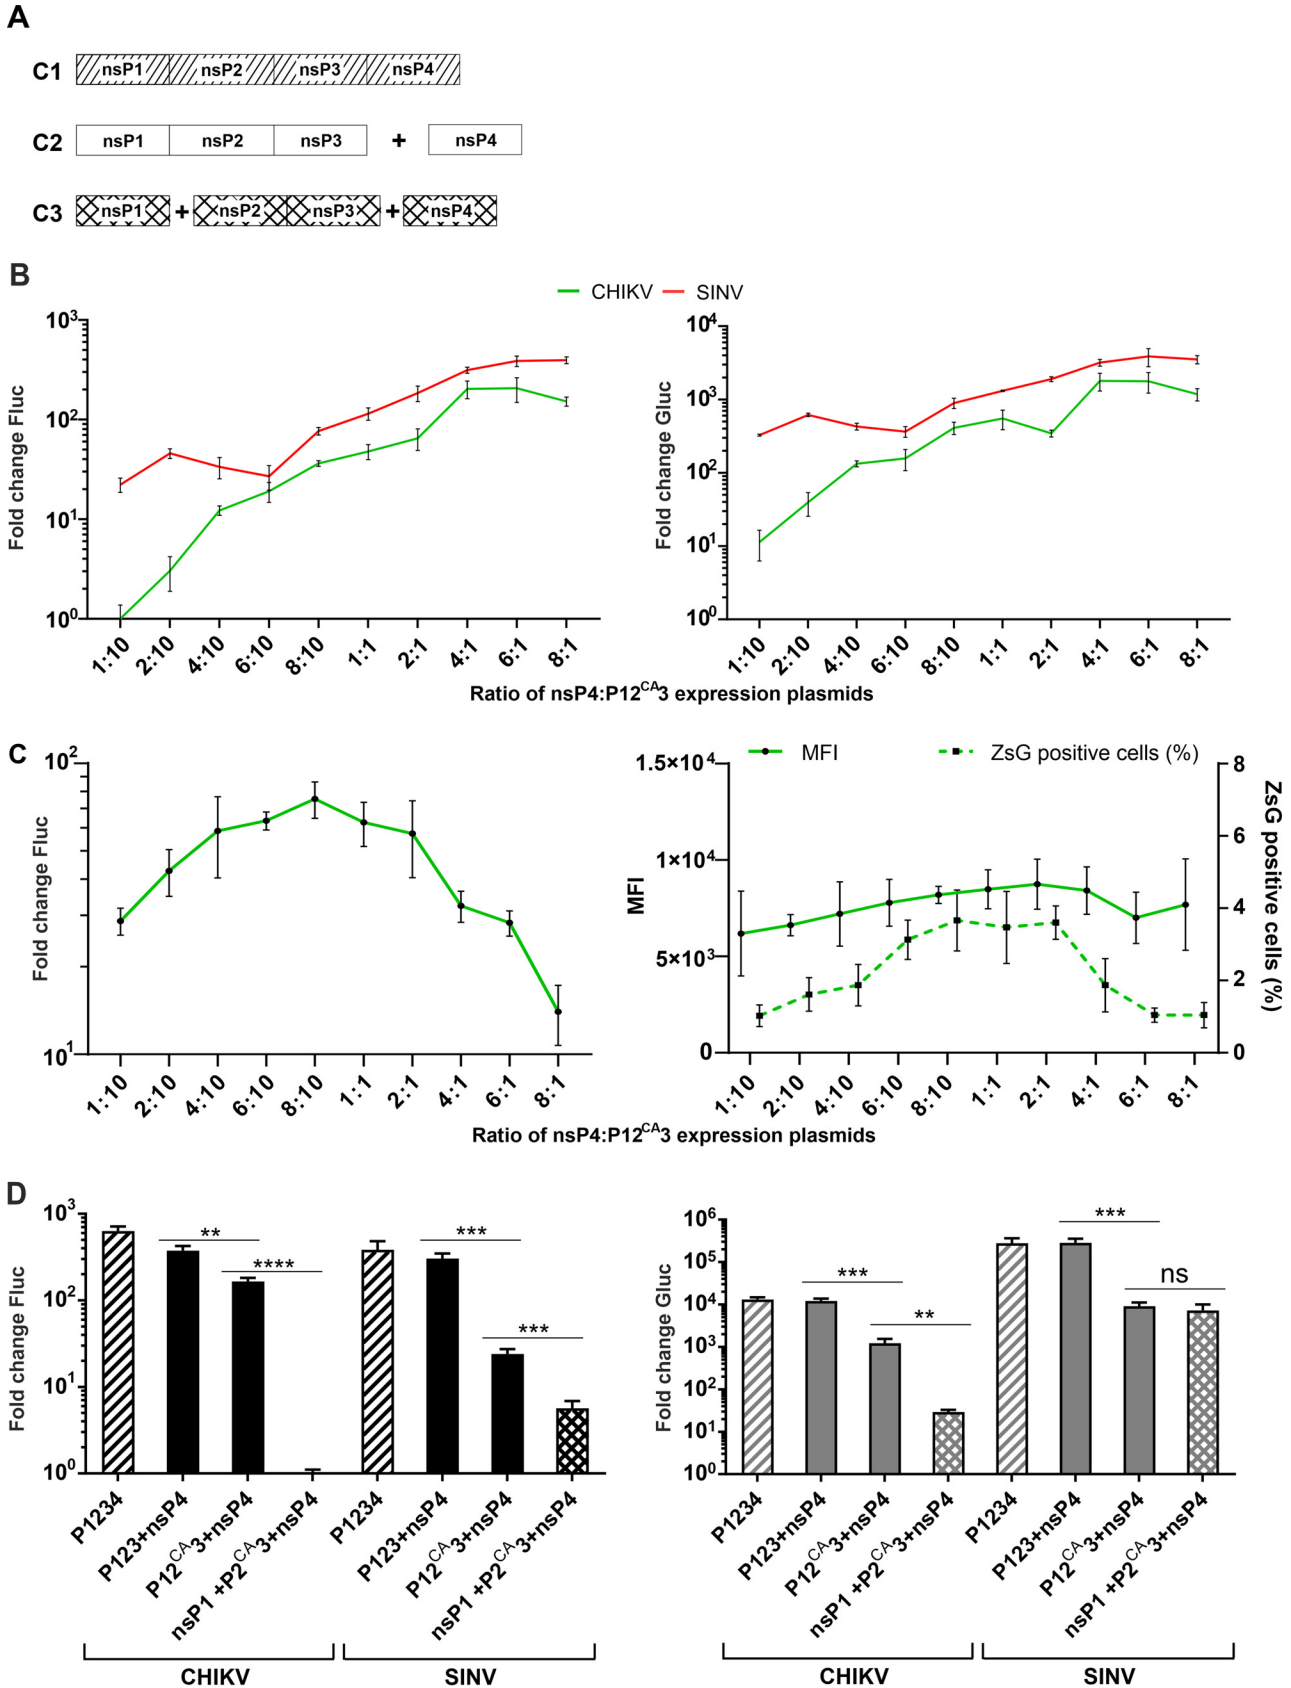 A
C1 nsP1 nsP2 nsP3 nsP4
C2 nsP1 nsP2 nsP3 + nsP4
C3 nsP1 + nsP2 nsP3 + nsP4
B
CHIKV SINV
Fold change Fluc
10³
10²
10¹
10⁰
1:10 2:10 4:10 6:10 8:10 1:1 2:1 4:1 6:1 8:1
Fold change Gluc
10⁴
10³
10²
10¹
10⁰
1:10 2:10 4:10 6:10 8:10 1:1 2:1 4:1 6:1 8:1
Ratio of nsP4:P12ᶜᴬ3 expression plasmids
C
Fold change Fluc
10²
10¹
1:10 2:10 4:10 6:10 8:10 1:1 2:1 4:1 6:1 8:1
MFI ZsG positive cells (%)
MFI
1.5×10⁴
1×10⁴
5×10³
0
8
6
4
2
0
ZsG positive cells (%)
1:10 2:10 4:10 6:10 8:10 1:1 2:1 4:1 6:1 8:1
Ratio of nsP4:P12ᶜᴬ3 expression plasmids
D
Fold change Fluc
10³
10²
10¹
10⁰
** **** *** ***
P1234
P123+nsP4
P12ᶜᴬ3+nsP4
nsP1 +P2ᶜᴬ3+nsP4
P1234
P123+nsP4
P12ᶜᴬ3+nsP4
nsP1 +P2ᶜᴬ3+nsP4
CHIKV SINV
Fold change Gluc
10⁶
10⁵
10⁴
10³
10²
10¹
10⁰
*** ** *** ns
P1234
P123+nsP4
P12ᶜᴬ3+nsP4
nsP1 +P2ᶜᴬ3+nsP4
P1234
P123+nsP4
P12ᶜᴬ3+nsP4
nsP1 +P2ᶜᴬ3+nsP4
CHIKV SINV